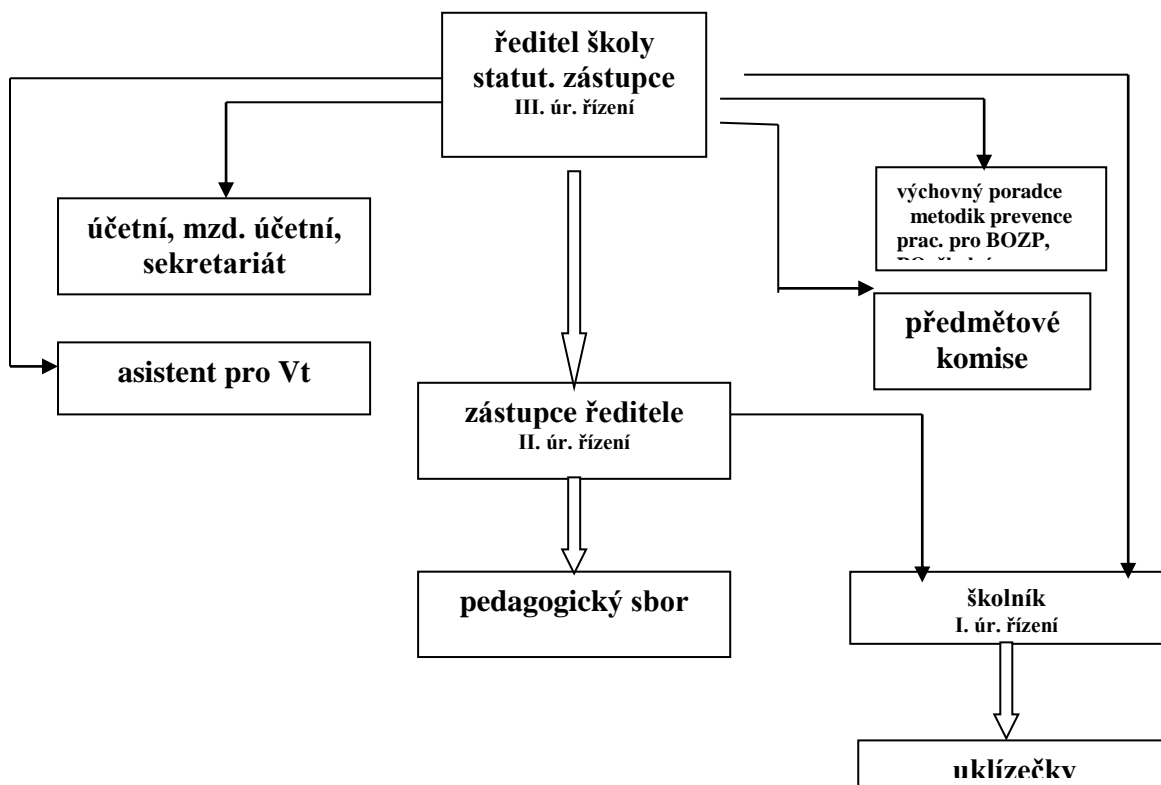 ředitel školy
statut. zástupce
III. úr. řízení
výchovný poradce
metodik prevence
prac. pro BOZP,
účetní, mzd. účetní,
sekretariát
předmětové
komise
asistent pro Vt
zástupce ředitele
II. úr. řízení
pedagogický sbor
školník
I. úr. řízení
uklízečky